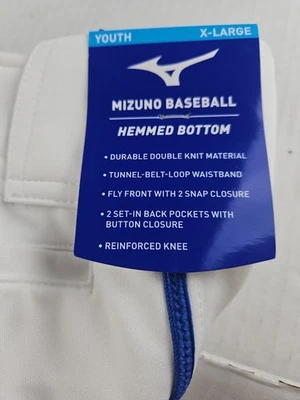 YOUTH X-LARGE
MIZUNO BASEBALL
HEMMED BOTTOM
• DURABLE DOUBLE KNIT MATERIAL
• TUNNEL-BELT-LOOP WAISTBAND
• FLY FRONT WITH 2 SNAP CLOSURE
• 2 SET-IN BACK POCKETS WITH
BUTTON CLOSURE
• REINFORCED KNEE